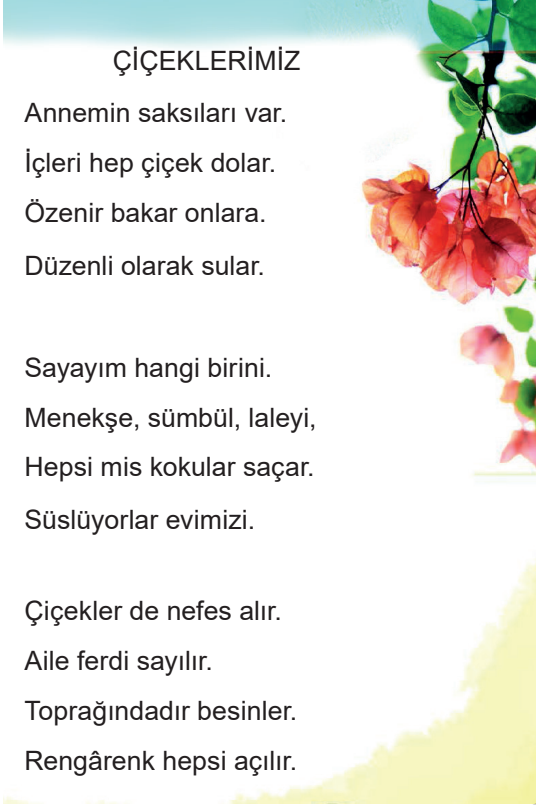 ÇİÇEKLERİMİZ
Annemin saksıları var.
İçleri hep çiçek dolar.
Özenir bakar onlara.
Düzenli olarak sular.
Sayayım hangi birini.
Menekşe, sümbül, laleyi,
Hepsi mis kokular saçar.
Süslüyorlar evimizi.
Çiçekler de nefes alır.
Aile ferdi sayılır.
Toprağındadır besinler.
Rengârenk hepsi açılır.